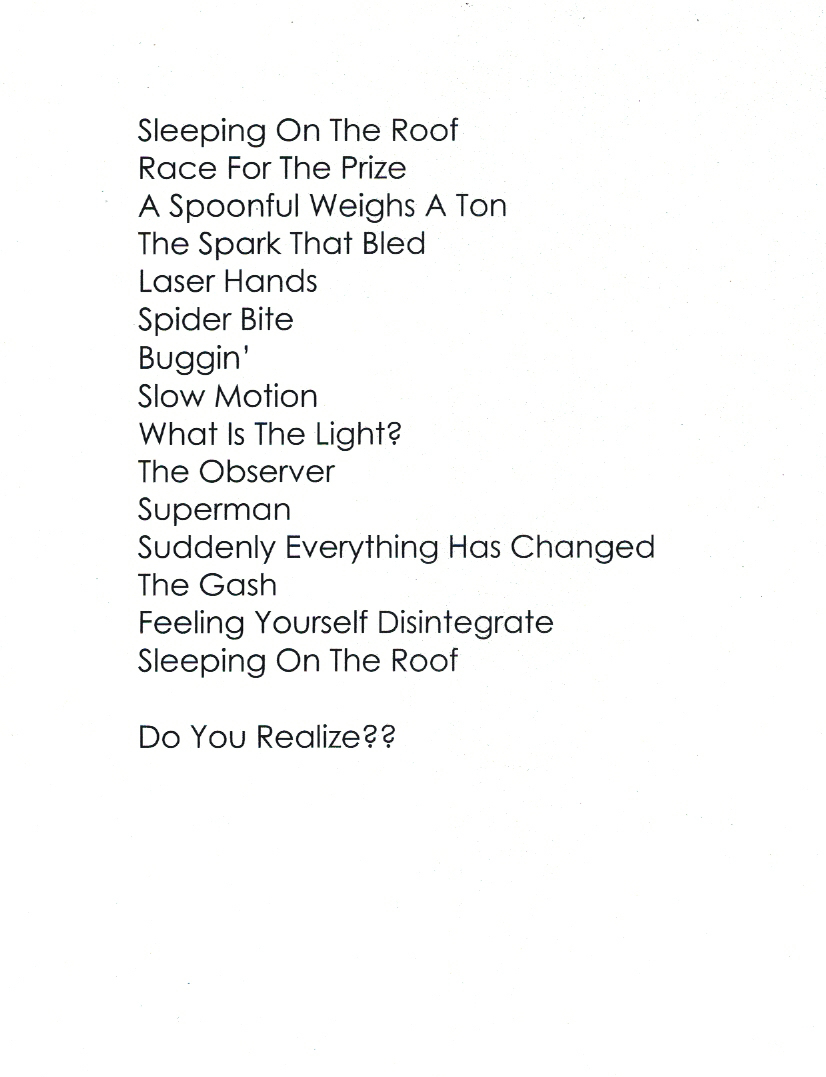 Sleeping On The Roof
Race For The Prize
A Spoonful Weighs A Ton
The Spark That Bled
Laser Hands
Spider Bite
Buggin'
Slow Motion
What Is The Light?
The Observer
Superman
Suddenly Everything Has Changed
The Gash
Feeling Yourself Disintegrate
Sleeping On The Roof
Do You Realize??